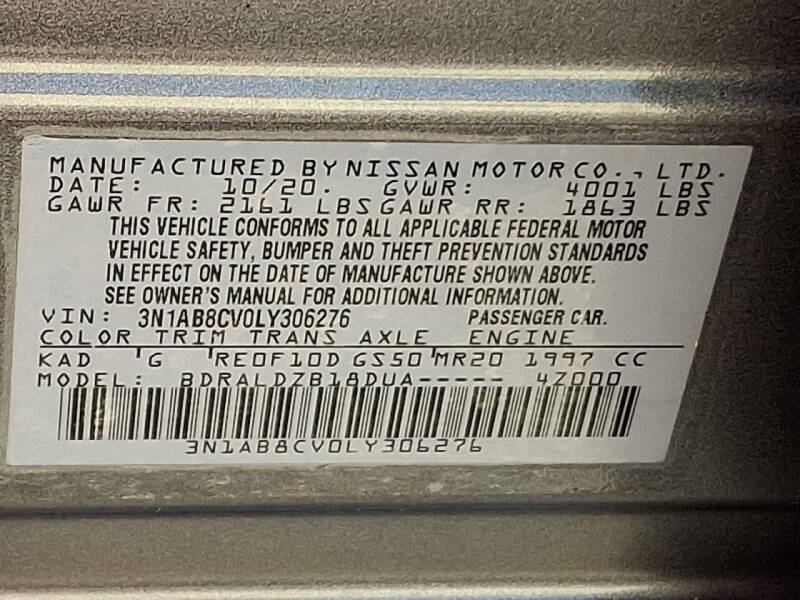 MANUFACTURED BY NISSAN MOTOR CO., LTD.
DATE: 10/20. GVWR: 4001 LBS
GAWR FR: 2161 LBS GAWR RR: 1863 LBS
THIS VEHICLE CONFORMS TO ALL APPLICABLE FEDERAL MOTOR
VEHICLE SAFETY, BUMPER AND THEFT PREVENTION STANDARDS
IN EFFECT ON THE DATE OF MANUFACTURE SHOWN ABOVE.
SEE OWNER'S MANUAL FOR ADDITIONAL INFORMATION.
VIN: 3N1AB8CV0LY306276 PASSENGER CAR.
COLOR TRIM TRANS AXLE ENGINE
KAD 'G 'RE0F10D GS50 'MR20 1997 CC
MODEL: BDRALDZB18DUA----- 4Z000
3N1AB8CV0LY306276